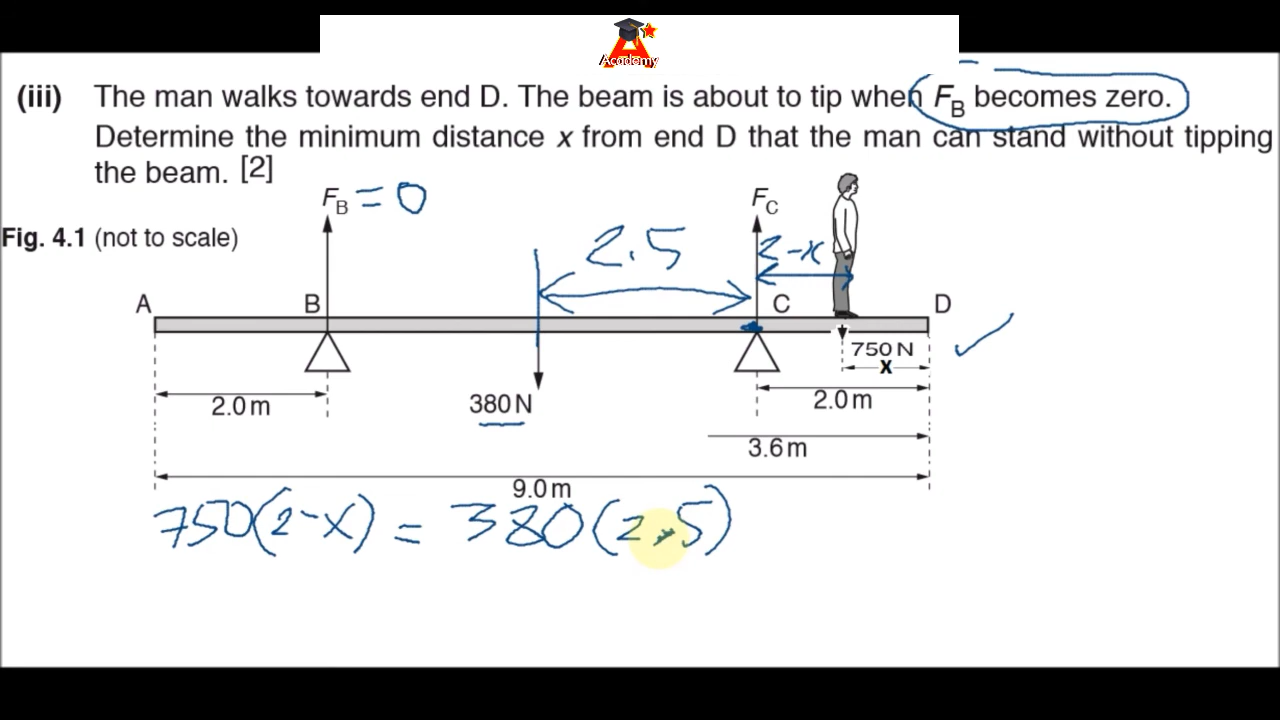 Academy
(iii) The man walks towards end D. The beam is about to tip when FB becomes zero.
Determine the minimum distance x from end D that the man can stand without tipping
the beam. [2]
FB = 0
FC
Fig. 4.1 (not to scale)
2.5
2-x
A
B
C
D
750 N
x
2.0 m
380 N
2.0 m
3.6 m
9.0 m
750(2-x) = 380(2.5)